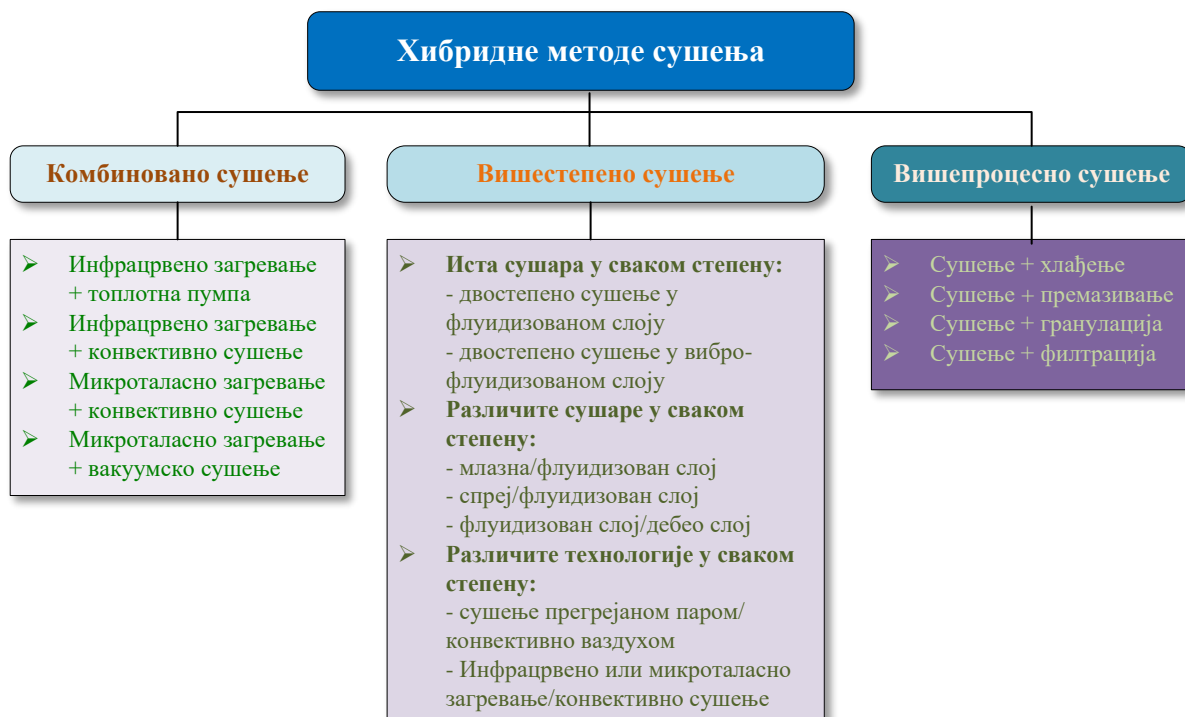 Хибридне методе сушења
Комбиновано сушење
Вишестепено сушење
Вишепроцесно сушење
➢ Инфрацрвено загревање
+ топлотна пумпа
➢ Инфрацрвено загревање
+ конвективно сушење
➢ Микроталасно загревање
+ конвективно сушење
➢ Микроталасно загревање
+ вакуумско сушење
➢ Иста сушара у сваком степену:
- двостепено сушење у
флуидизованом слоју
- двостепено сушење у вибро-
флуидизованом слоју
➢ Различите сушаре у сваком
степену:
- млазна/флуидизован слој
- спреј/флуидизован слој
- флуидизован слој/дебео слој
➢ Различите технологије у сваком
степену:
- сушење прегрејаном паром/
конвективно ваздухом
- Инфрацрвено или микроталасно
загревање/конвективно сушење
➢ Сушење + хлађење
➢ Сушење + премазивање
➢ Сушење + гранулација
➢ Сушење + филтрација